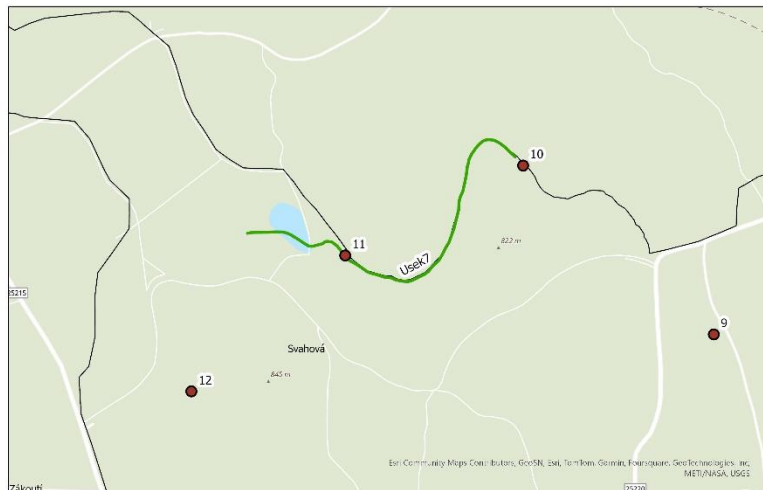 10
822 m
11
Usek7
25215
9
Svahová
12
845 m
Esri Community Maps Contributors, GeoSN, Esri, TomTom, Garmin, Foursquare, GeoTechnologies, Inc,
METI/NASA, USGS
Zákoutí
25220